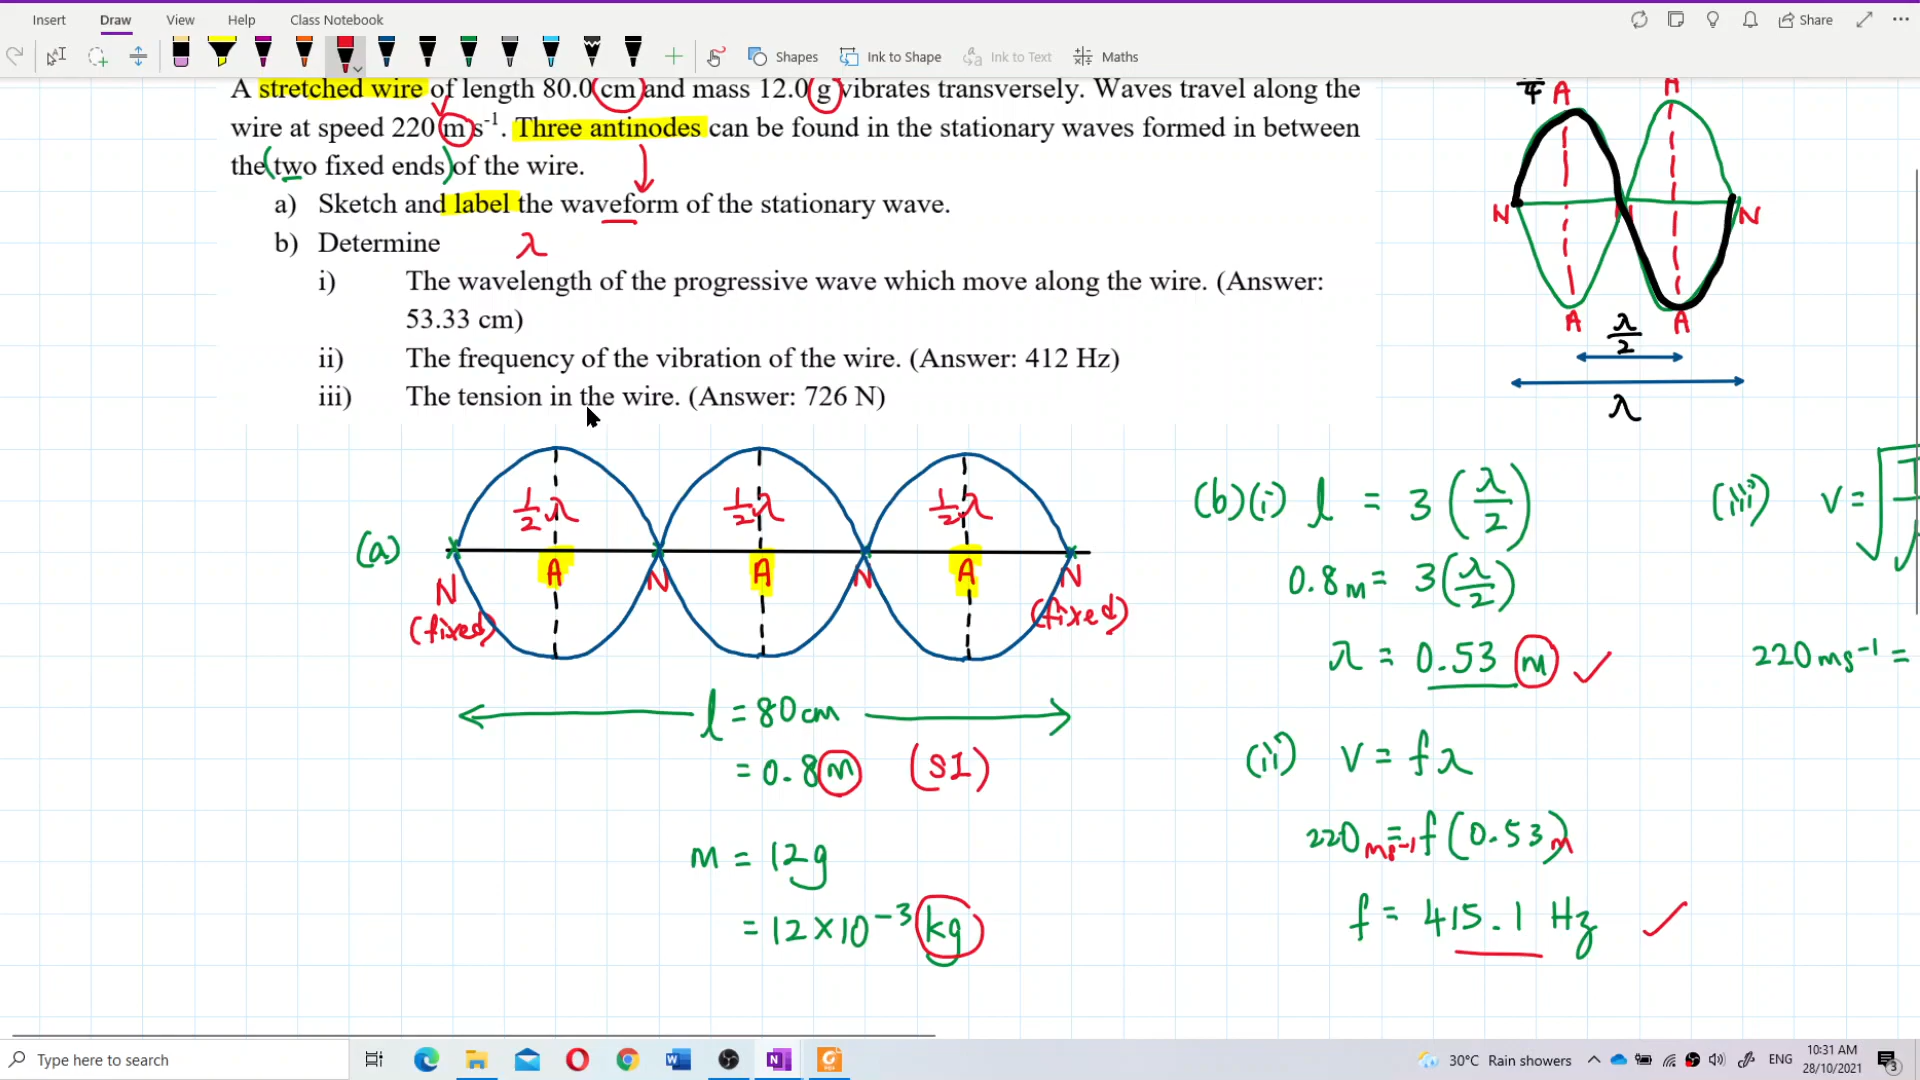 Insert Draw View Help Class Notebook Share
Shapes Ink to Shape Ink to Text Maths
A stretched wire of length 80.0 cm and mass 12.0 g vibrates transversely. Waves travel along the
wire at speed 220 m s⁻¹. Three antinodes can be found in the stationary waves formed in between
the (two fixed ends) of the wire.
a) Sketch and label the waveform of the stationary wave.
b) Determine
λ
i) The wavelength of the progressive wave which move along the wire. (Answer:
53.33 cm)
ii) The frequency of the vibration of the wire. (Answer: 412 Hz)
iii) The tension in the wire. (Answer: 726 N)
A A
N N N
A A
λ/2
λ
(a)
½λ ½λ ½λ
N A N A N A N
(fixed) (fixed)
l = 80 cm
= 0.8 m (SI)
m = 12g
= 12 × 10⁻³ kg
(b)(i) l = 3 (λ/2)
0.8 m = 3(λ/2)
λ = 0.53 m ✓
(ii) v = fλ
220 ms⁻¹ = f (0.53)m
f = 415.1 Hz ✓
(iii) v = √T
220 ms⁻¹ =
Type here to search
30°C Rain showers
ENG
10:31 AM
28/10/2021
3